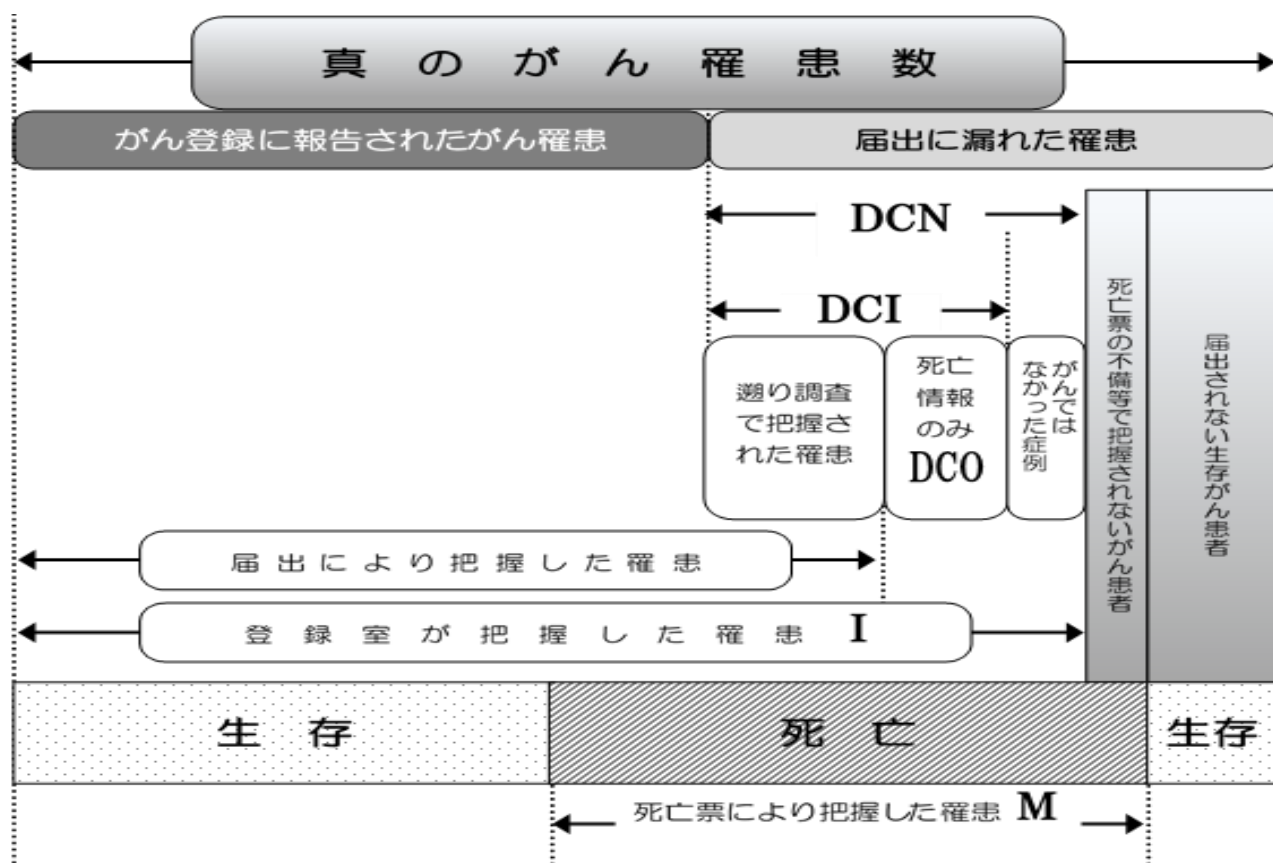 真のがん罹患数
がん登録に報告されたがん罹患
届出に漏れた罹患
DCN
DCI
遡り調査
で把握さ
れた罹患
死亡
情報
のみ
DCO
がんでは
なかった症例
死亡票の不備等で把握されないがん患者
届出されない生存がん患者
届出により把握した罹患
登録室が把握した罹患 I
生存
死亡
生存
死亡票により把握した罹患 M